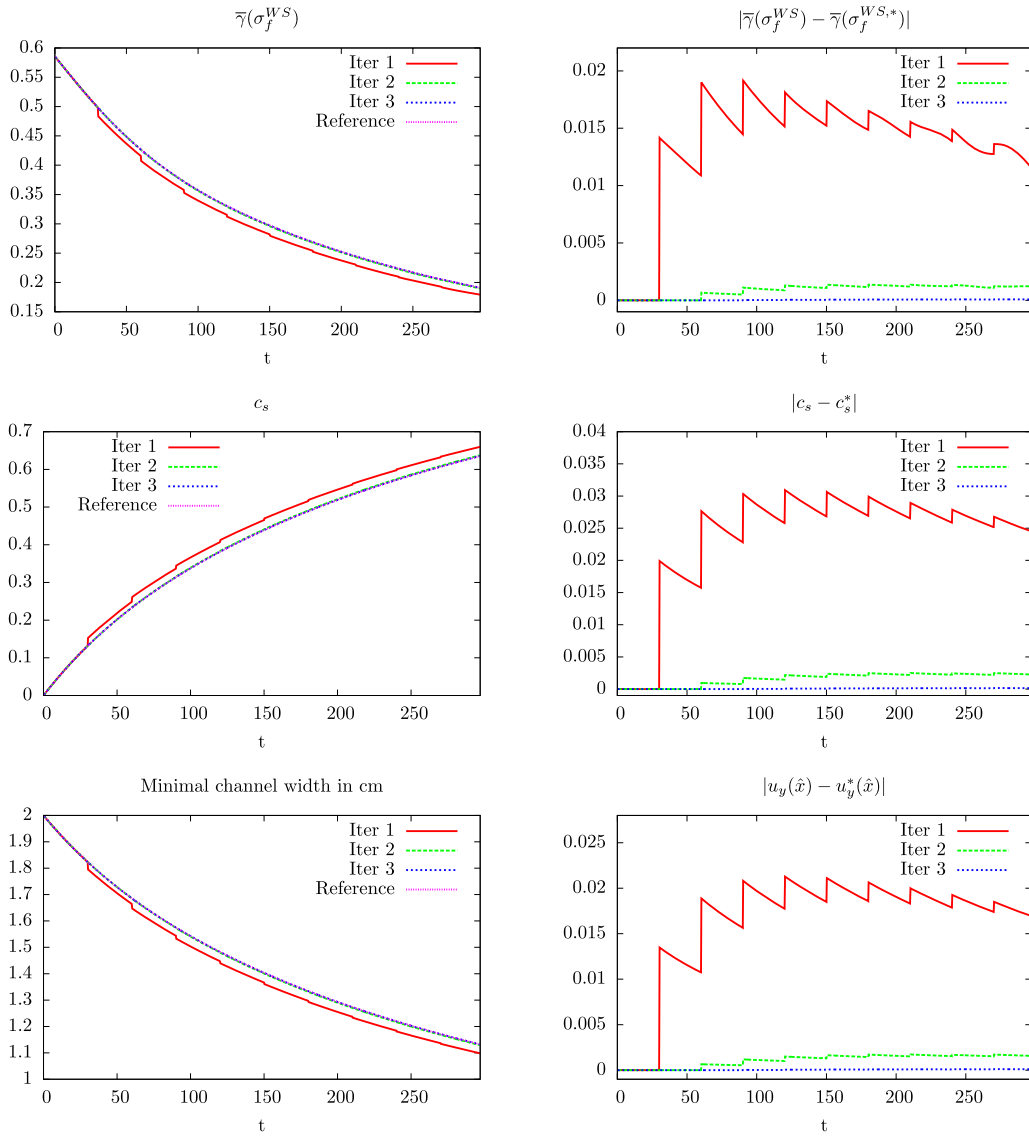 γ̅(σ_f^{WS})
0.6
0.55
0.5
0.45
0.4
0.35
0.3
0.25
0.2
0.15
0 50 100 150 200 250
t
Iter 1
Iter 2
Iter 3
Reference
|γ̅(σ_f^{WS}) − γ̅(σ_f^{WS,*})|
0.02
0.015
0.01
0.005
0
0 50 100 150 200 250
t
Iter 1
Iter 2
Iter 3
c_s
0.7
0.6
0.5
0.4
0.3
0.2
0.1
0
0 50 100 150 200 250
t
Iter 1
Iter 2
Iter 3
Reference
|c_s − c_s^*|
0.04
0.035
0.03
0.025
0.02
0.015
0.01
0.005
0
0 50 100 150 200 250
t
Iter 1
Iter 2
Iter 3
Minimal channel width in cm
2
1.9
1.8
1.7
1.6
1.5
1.4
1.3
1.2
1.1
1
0 50 100 150 200 250
t
Iter 1
Iter 2
Iter 3
Reference
|u_y(x̂) − u_y^*(x̂)|
0.025
0.02
0.015
0.01
0.005
0
0 50 100 150 200 250
t
Iter 1
Iter 2
Iter 3